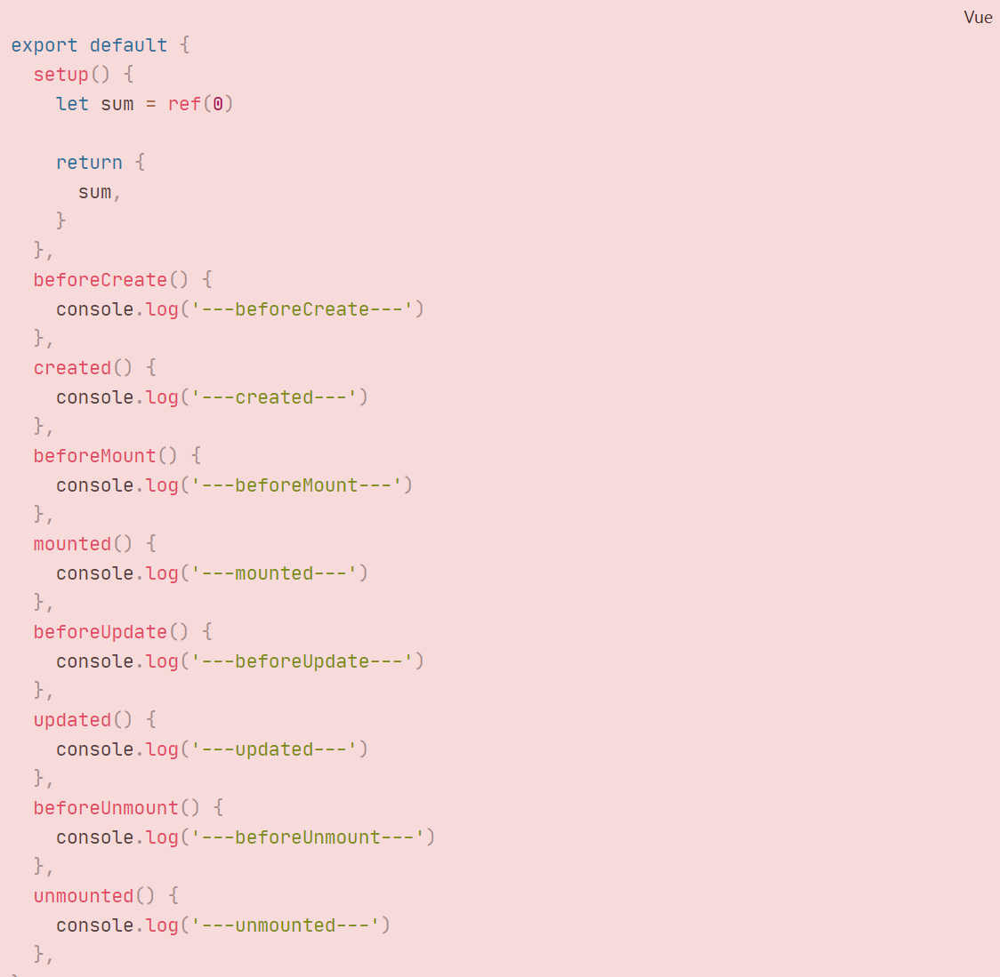 Vue
export default {
  setup() {
    let sum = ref(0)

    return {
      sum,
    }
  },
  beforeCreate() {
    console.log('---beforeCreate---')
  },
  created() {
    console.log('---created---')
  },
  beforeMount() {
    console.log('---beforeMount---')
  },
  mounted() {
    console.log('---mounted---')
  },
  beforeUpdate() {
    console.log('---beforeUpdate---')
  },
  updated() {
    console.log('---updated---')
  },
  beforeUnmount() {
    console.log('---beforeUnmount---')
  },
  unmounted() {
    console.log('---unmounted---')
  },
}